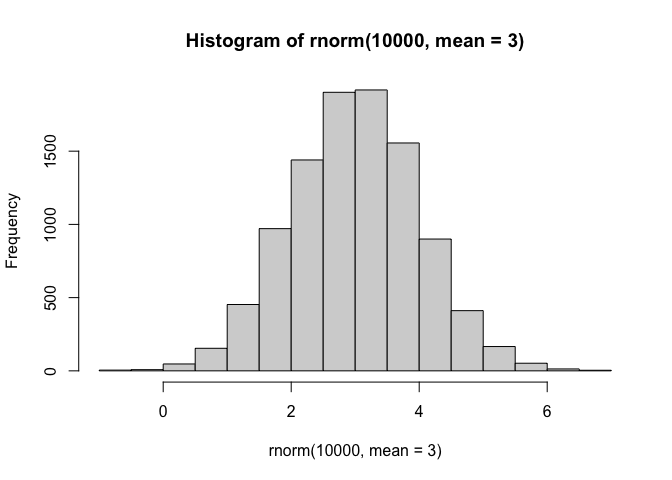 Histogram of rnorm(10000, mean = 3)
Frequency
1500
1000
500
0
0 2 4 6
rnorm(10000, mean = 3)